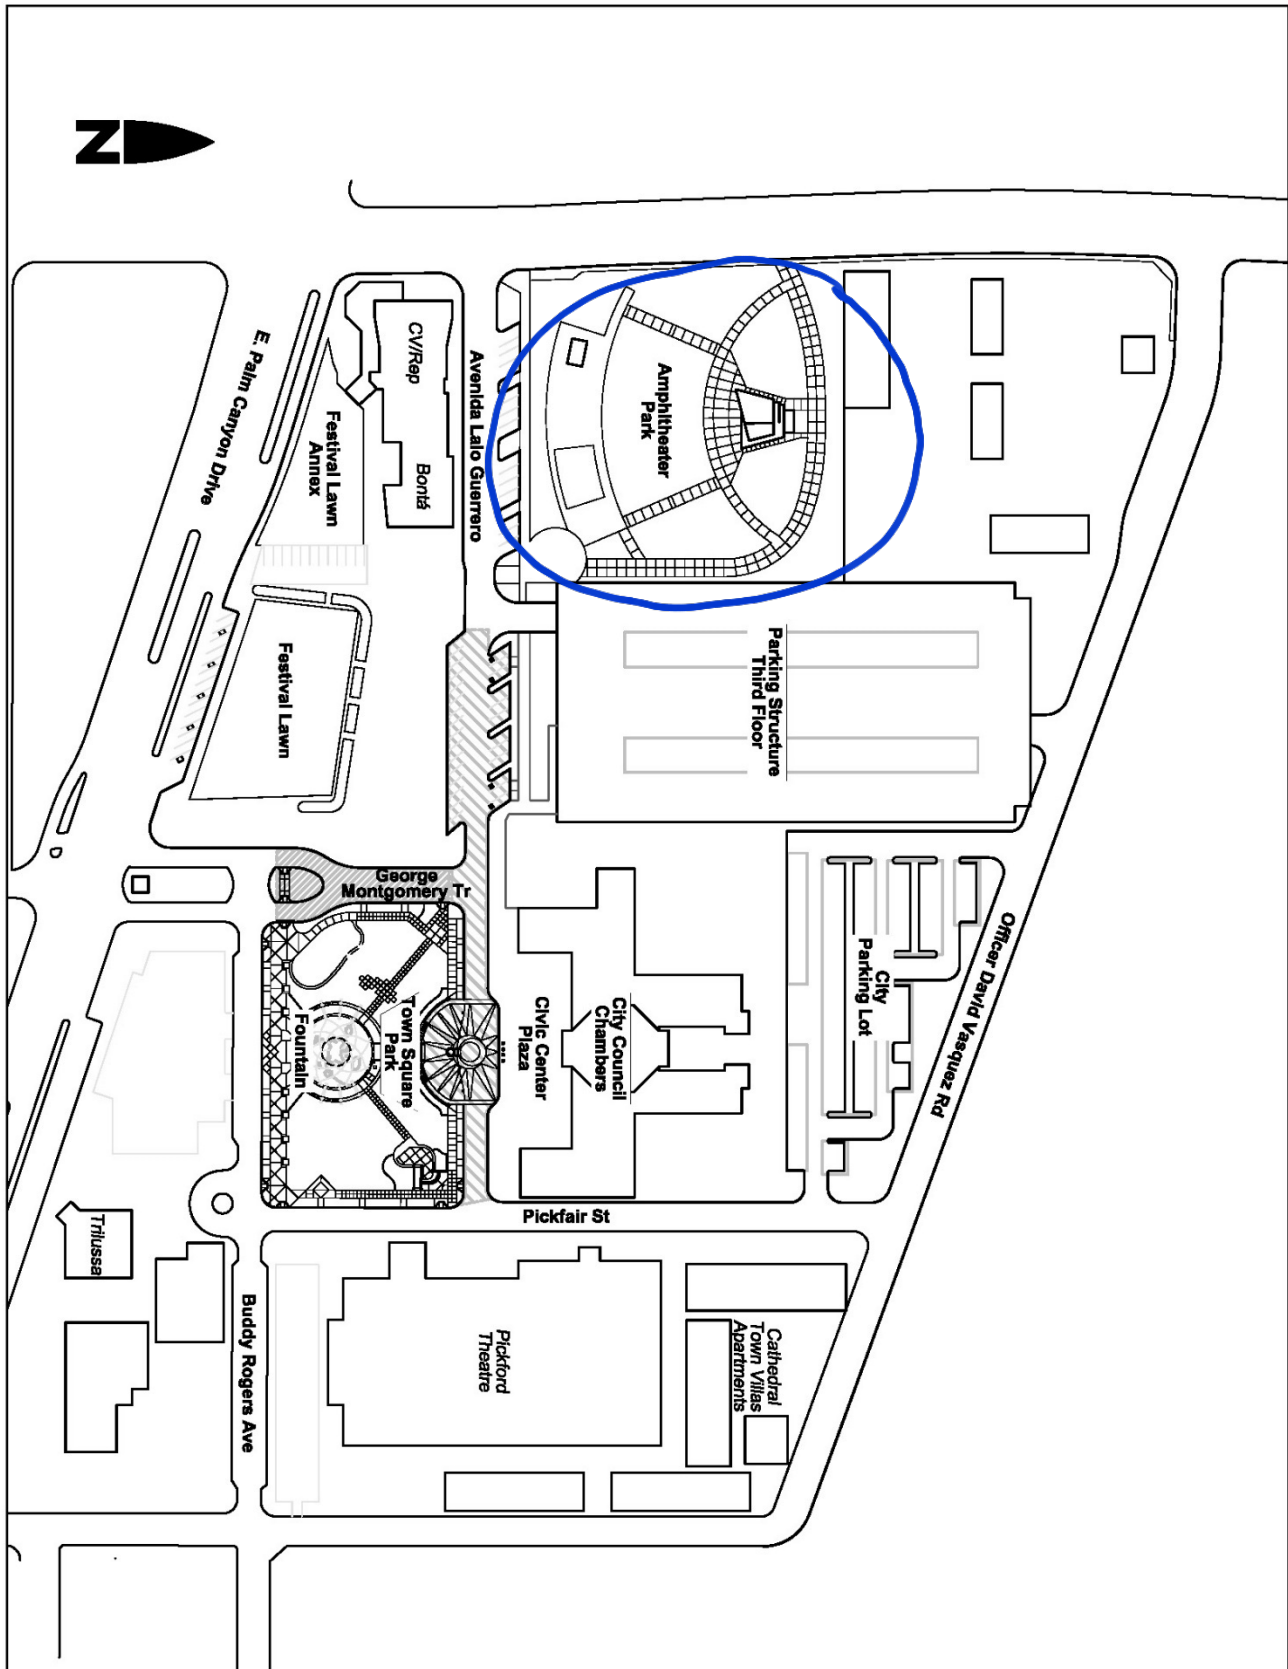 N
E. Palm Canyon Drive
CV/Rep
Bontá
Festival Lawn
Annex
Avenida Lalo Guerrero
Amphitheater
Park
Festival Lawn
Parking Structure
Third Floor
George
Montgomery Tr
Town Square
Park
Fountain
Civic Center
Plaza
City Council
Chambers
City
Parking Lot
Officer David Vasquez Rd
Pickfair St
Trilussa
Buddy Rogers Ave
Pickford
Theatre
Cathedral
Town Villas
Apartments